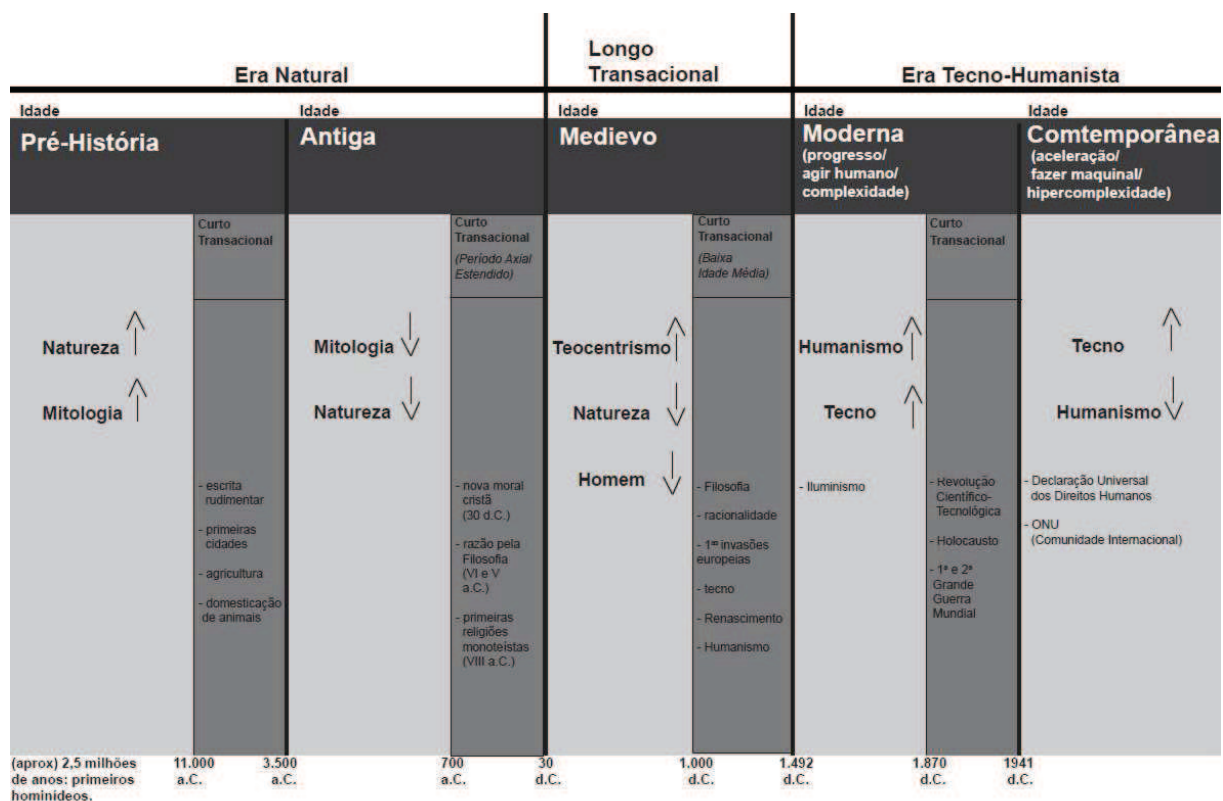 Era Natural
Longo
Transacional
Era Tecno-Humanista
Idade
Pré-História
Idade
Antiga
Idade
Medievo
Idade
Moderna
(progresso/
agir humano/
complexidade)
Idade
Comtemporânea
(aceleração/
fazer maquinal/
hipercomplexidade)
Curto
Transacional
Curto
Transacional
(Período Axial
Estendido)
Curto
Transacional
(Baixa
Idade Média)
Curto
Transacional
Natureza
Mitologia
Mitologia
Natureza
Teocentrismo
Natureza
Homem
Humanismo
Tecno
Tecno
Humanismo
- escrita
rudimentar
- primeiras
cidades
- agricultura
- domesticação
de animais
- nova moral
cristã
(30 d.C.)
- razão pela
Filosofia
(VI e V
a.C.)
- primeiras
religiões
monoteístas
(VIII a.C.)
- Filosofia
- racionalidade
- 1ªˢ invasões
europeias
- tecno
- Renascimento
- Humanismo
- Iluminismo
- Revolução
Científico-
Tecnológica
- Holocausto
- 1ª e 2ª
Grande
Guerra
Mundial
- Declaração Universal
dos Direitos Humanos
- ONU
(Comunidade Internacional)
(aprox) 2,5 milhões
de anos: primeiros
hominídeos.
11.000
a.C.
3.500
a.C.
700
a.C.
30
d.C.
1.000
d.C.
1.492
d.C.
1.870
d.C.
1941
d.C.